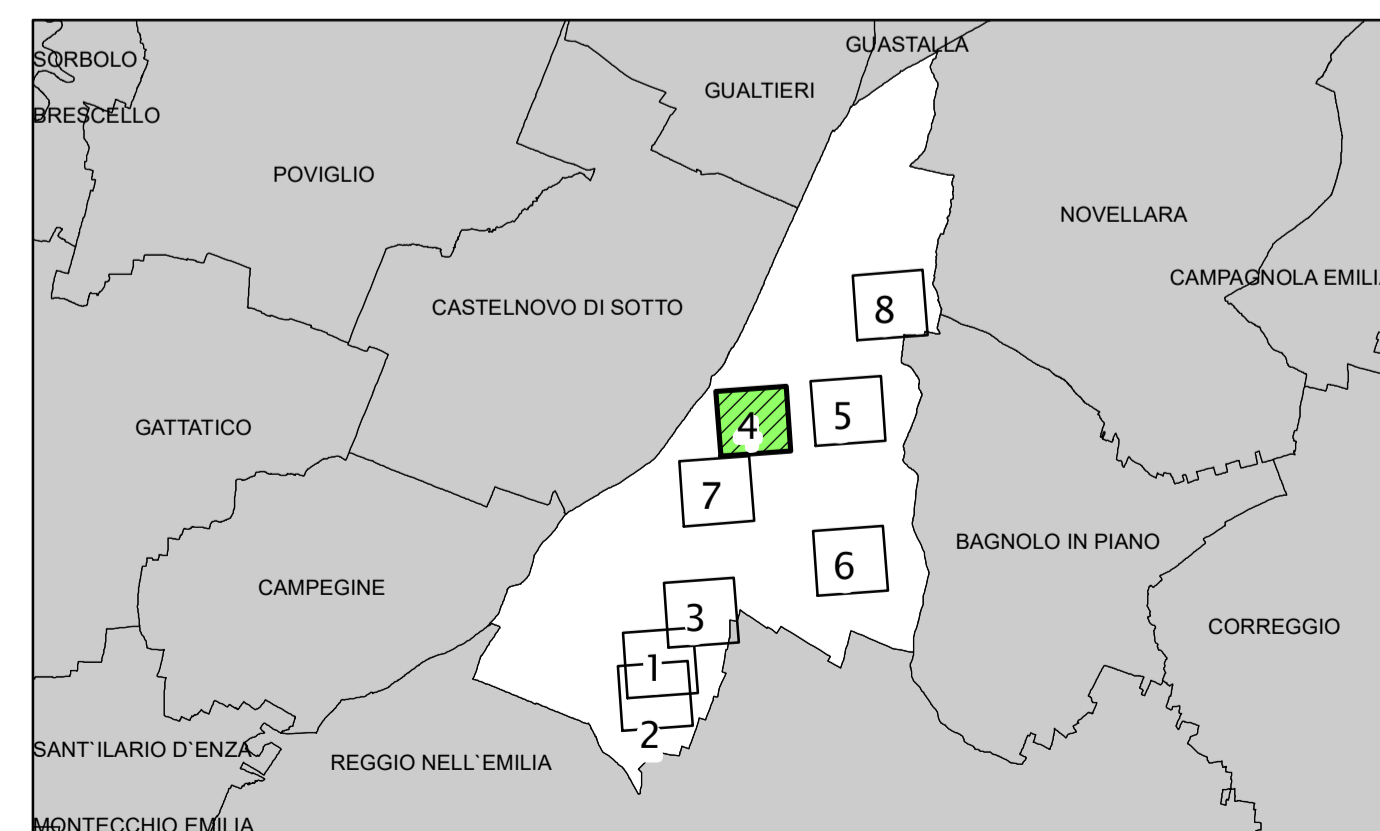 GUASTALLA
SORBOLO
GUALTIERI
BRESCELLO
POVIGLIO
NOVELLARA
CAMPAGNOLA EMILI
CASTELNOVO DI SOTTO
8
5
4
GATTATICO
7
BAGNOLO IN PIANO
6
CAMPEGINE
3
CORREGGIO
1
2
SANT`ILARIO D`ENZA
REGGIO NELL`EMILIA
MONTECCHIO EMILIA